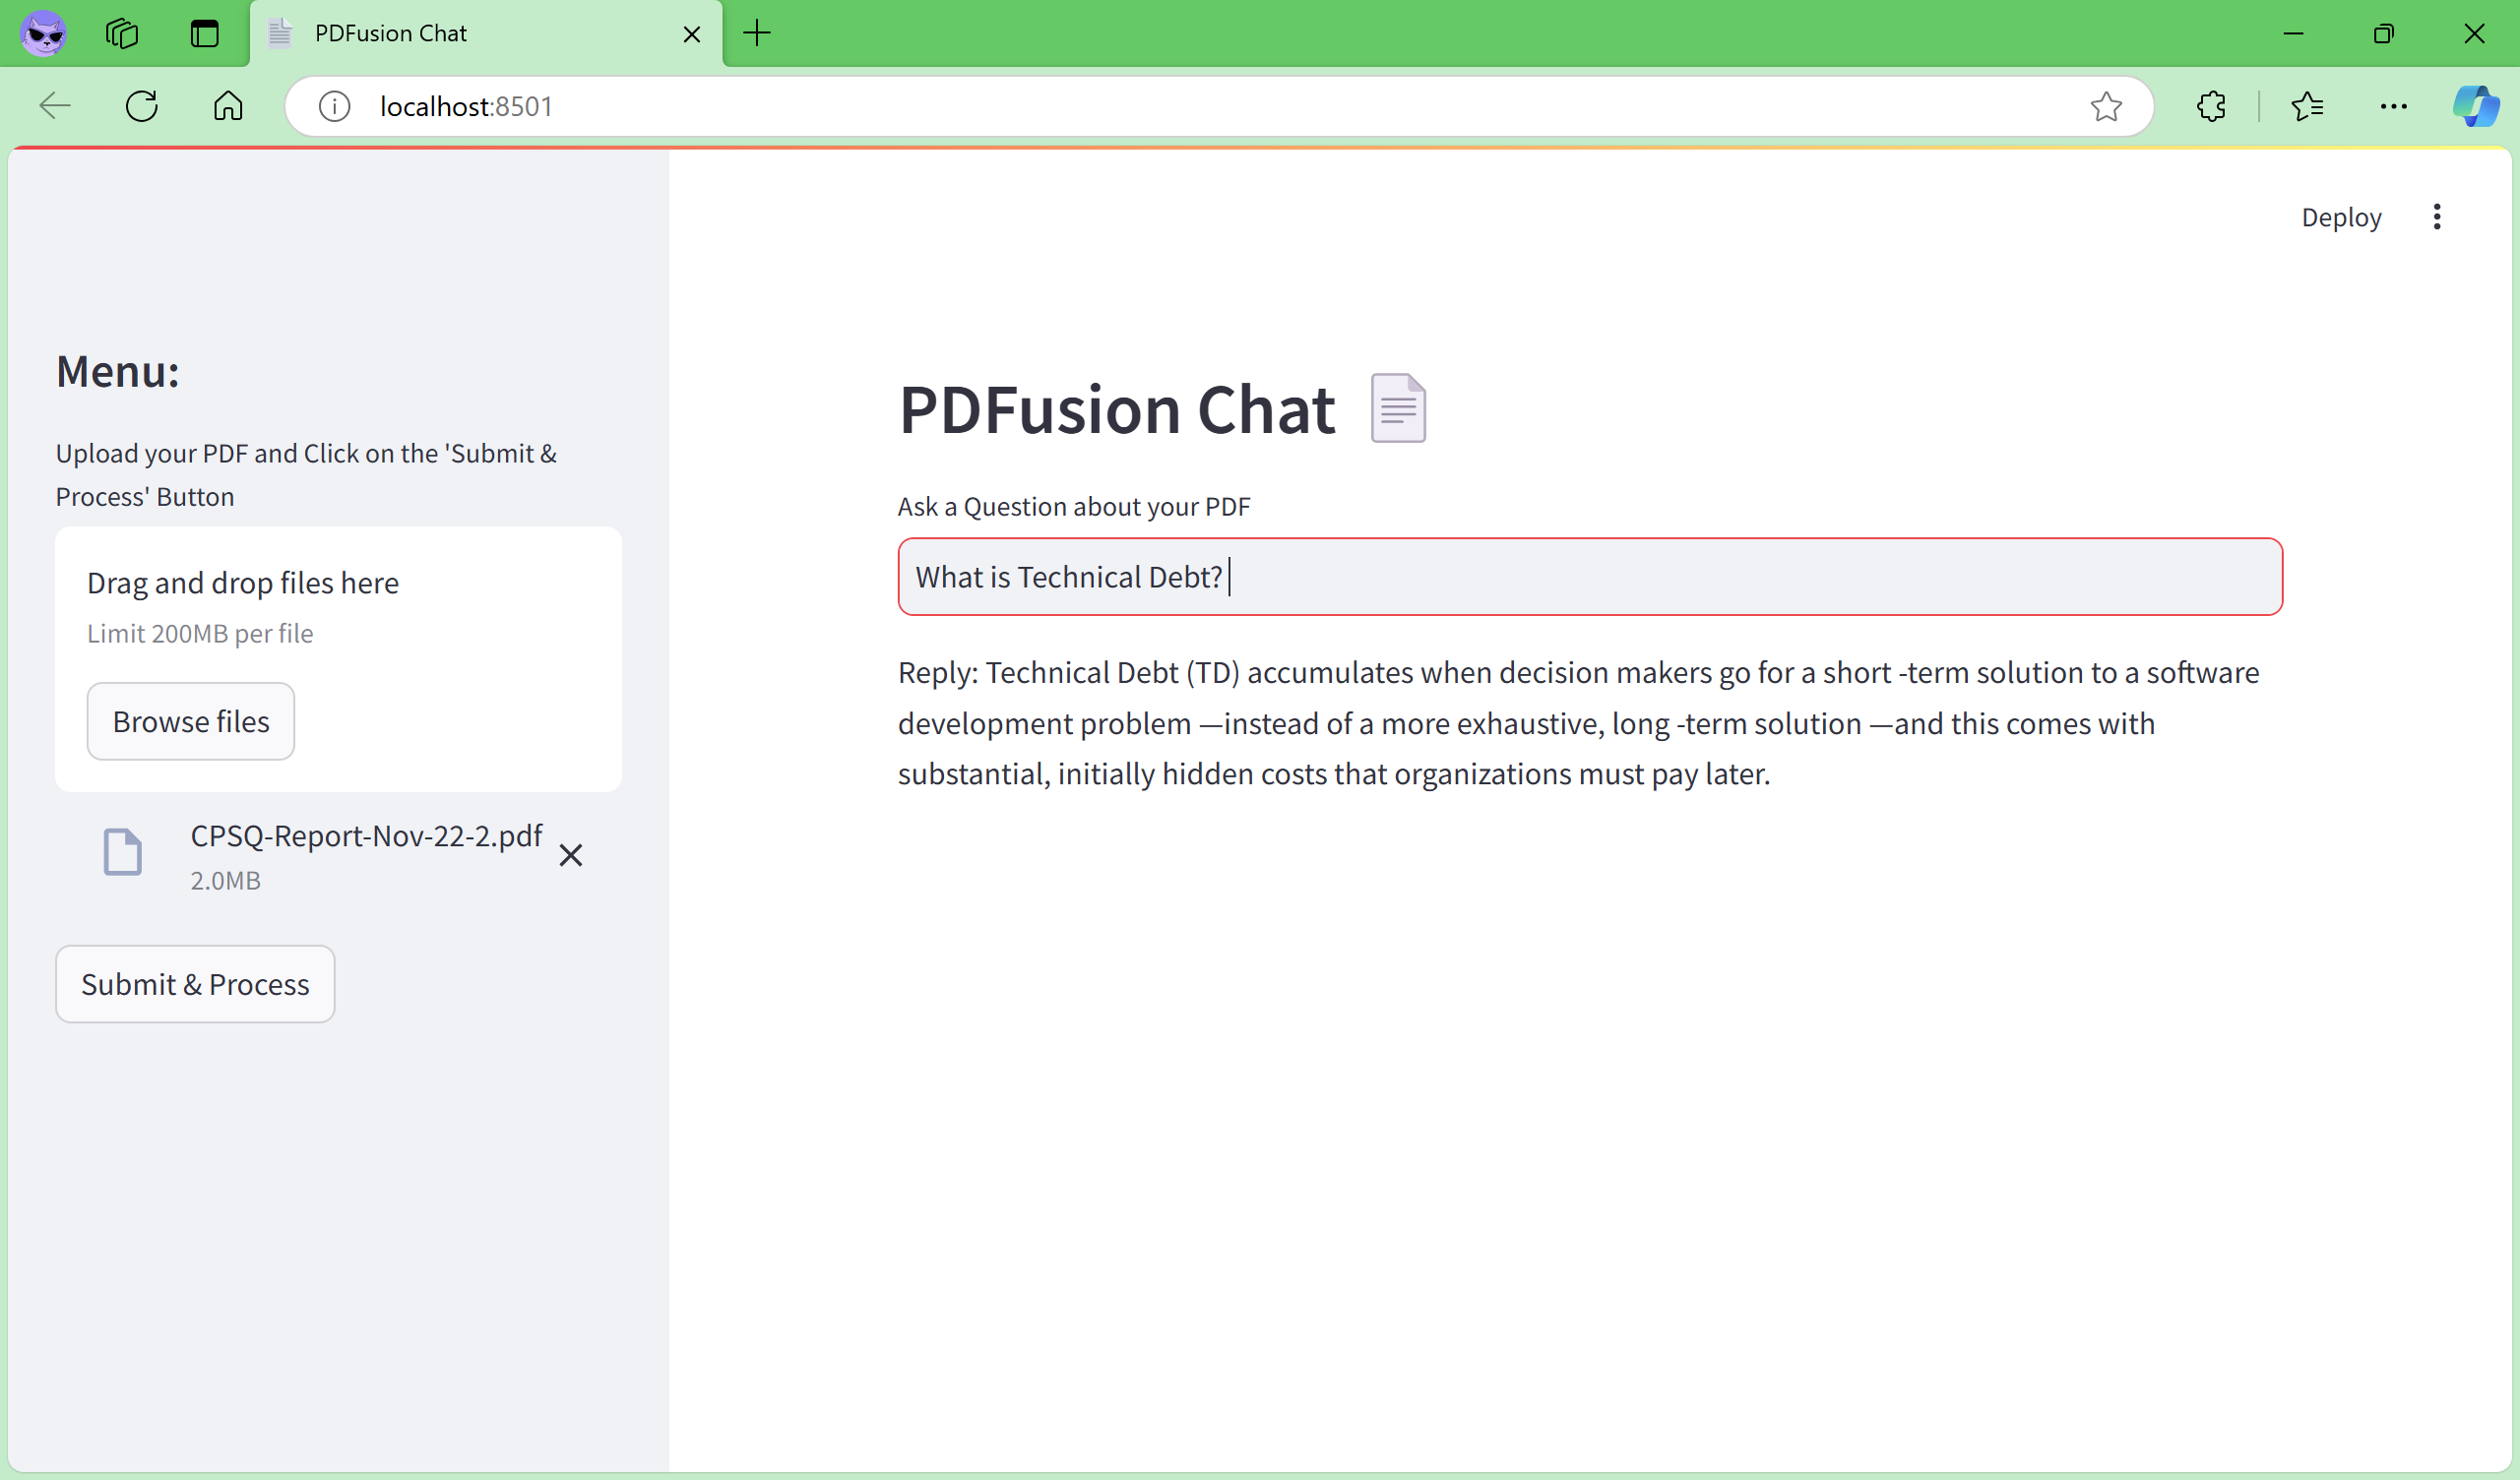 PDFusion Chat
localhost:8501
Deploy
Menu:
Upload your PDF and Click on the 'Submit &
Process' Button
Drag and drop files here
Limit 200MB per file
Browse files
CPSQ-Report-Nov-22-2.pdf
2.0MB
Submit & Process
PDFusion Chat
Ask a Question about your PDF
What is Technical Debt?
Reply: Technical Debt (TD) accumulates when decision makers go for a short -term solution to a software
development problem —instead of a more exhaustive, long -term solution —and this comes with
substantial, initially hidden costs that organizations must pay later.